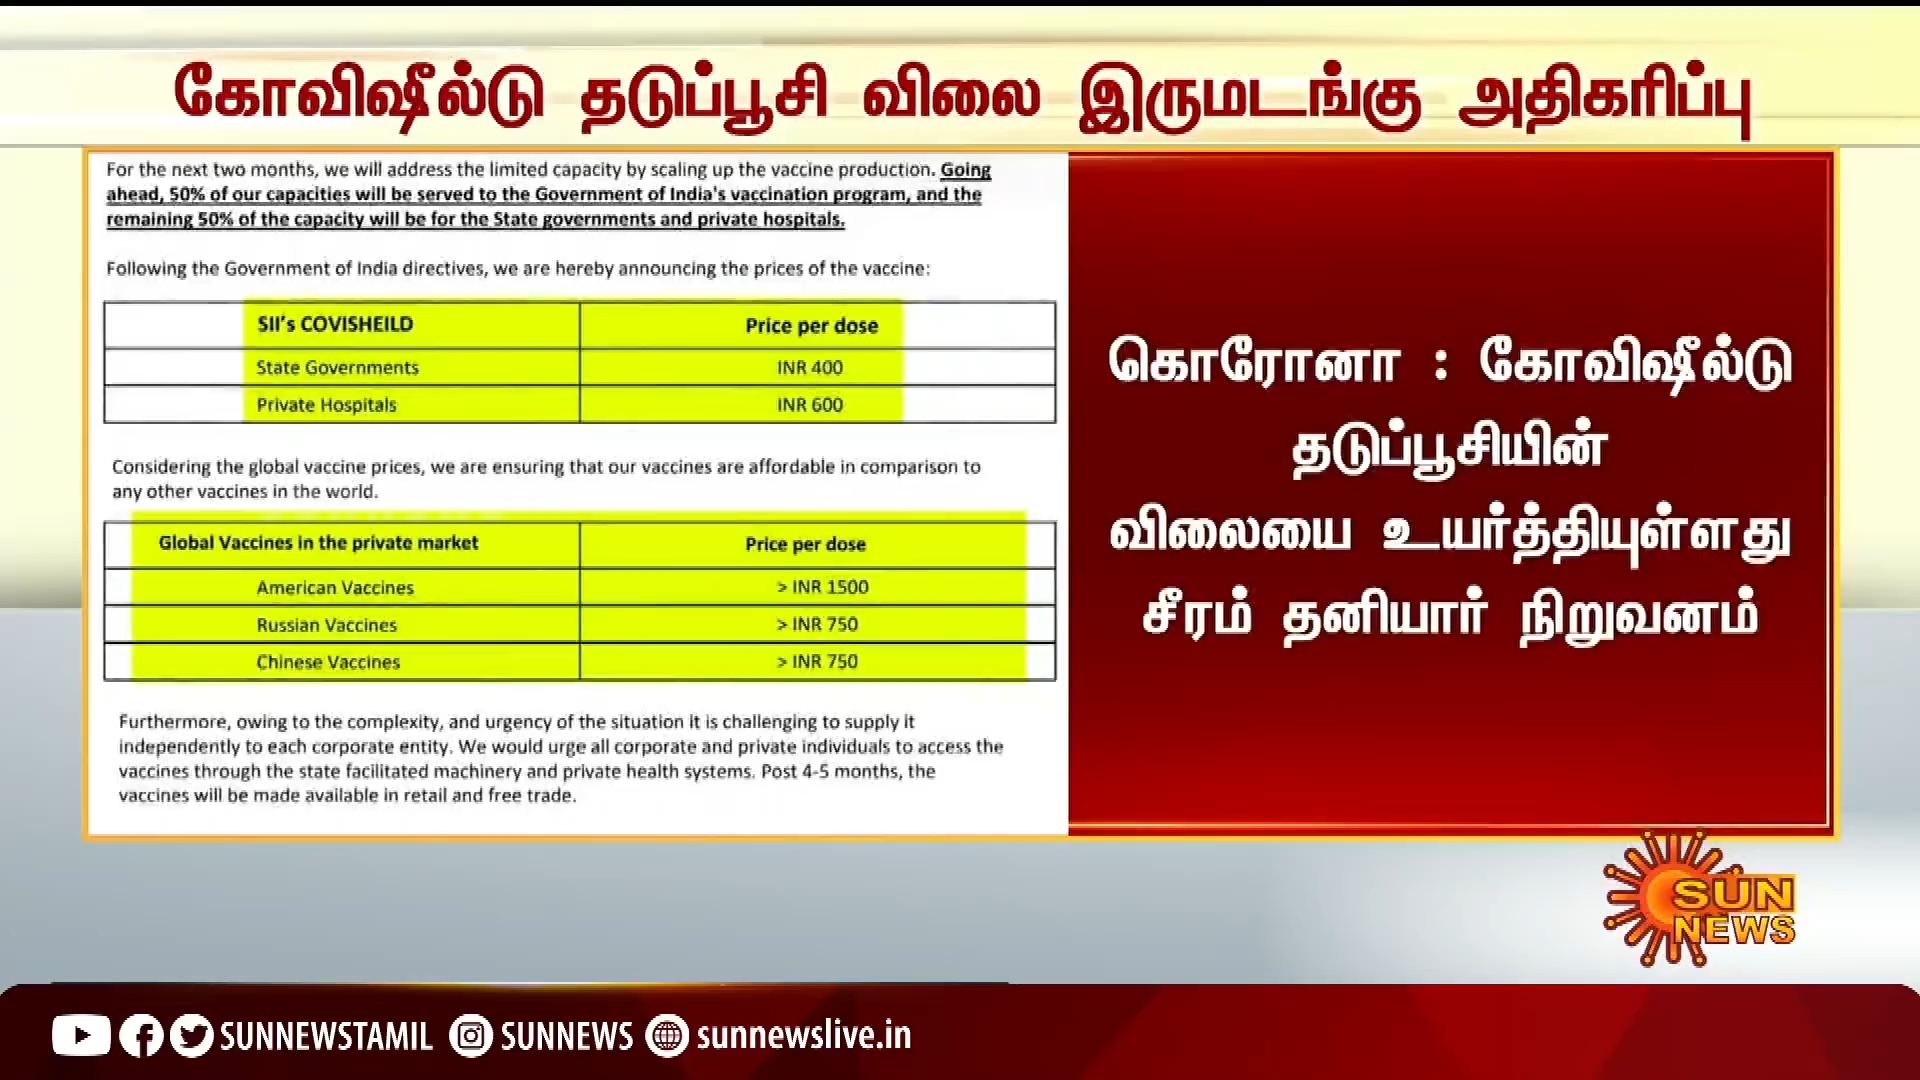 கோவிஷீல்டு தடுப்பூசி விலை இருமடங்கு அதிகரிப்பு
For the next two months, we will address the limited capacity by scaling up the vaccine production. Going
ahead, 50% of our capacities will be served to the Government of India's vaccination program, and the
remaining 50% of the capacity will be for the State governments and private hospitals.
Following the Government of India directives, we are hereby announcing the prices of the vaccine:
SII's COVISHEILD Price per dose
State Governments INR 400
Private Hospitals INR 600
Considering the global vaccine prices, we are ensuring that our vaccines are affordable in comparison to
any other vaccines in the world.
Global Vaccines in the private market Price per dose
American Vaccines > INR 1500
Russian Vaccines > INR 750
Chinese Vaccines > INR 750
Furthermore, owing to the complexity, and urgency of the situation it is challenging to supply it
independently to each corporate entity. We would urge all corporate and private individuals to access the
vaccines through the state facilitated machinery and private health systems. Post 4-5 months, the
vaccines will be made available in retail and free trade.
கொரோனா : கோவிஷீல்டு
தடுப்பூசியின்
விலையை உயர்த்தியுள்ளது
சீரம் தனியார் நிறுவனம்
SUN
NEWS
SUNNEWSTAMIL SUNNEWS sunnewslive.in